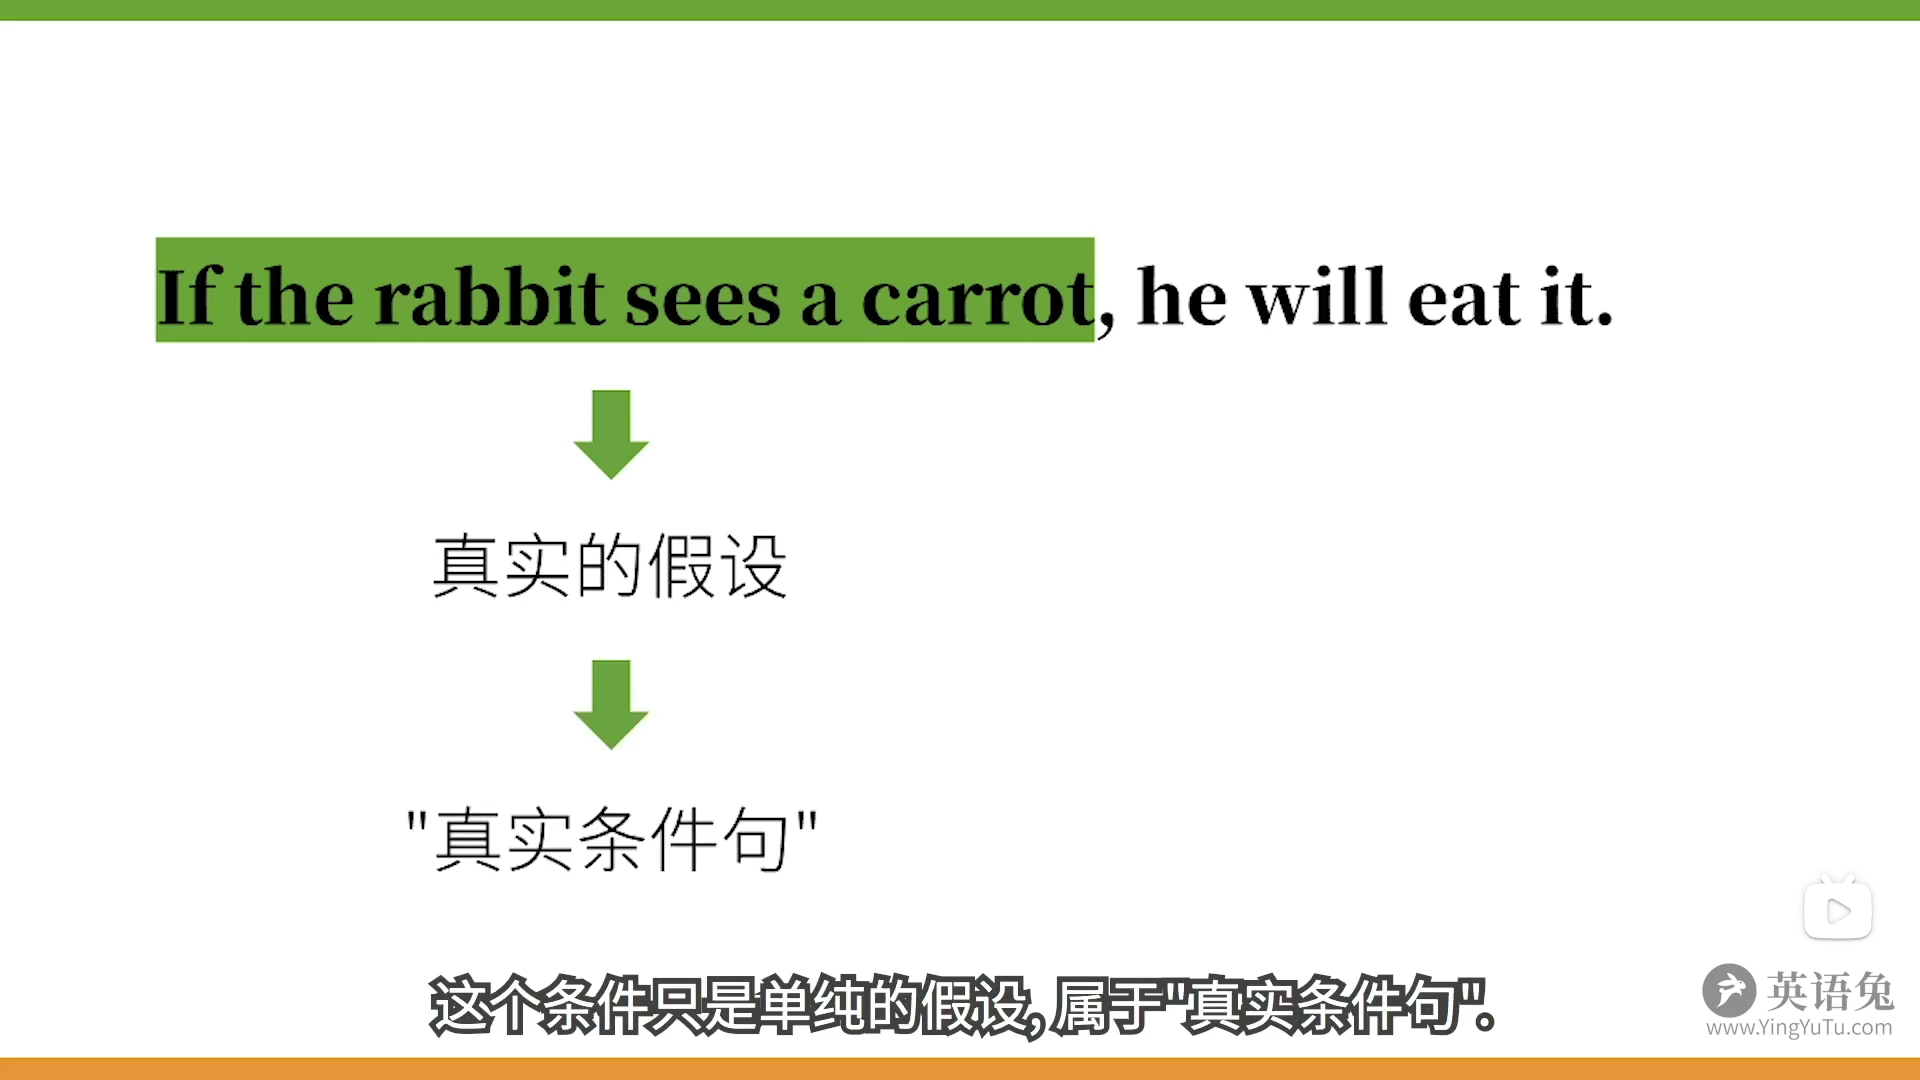 If the rabbit sees a carrot, he will eat it.
真实的假设
"真实条件句"
这个条件只是单纯的假设, 属于"真实条件句"。
英语兔
www.YingYuTu.com